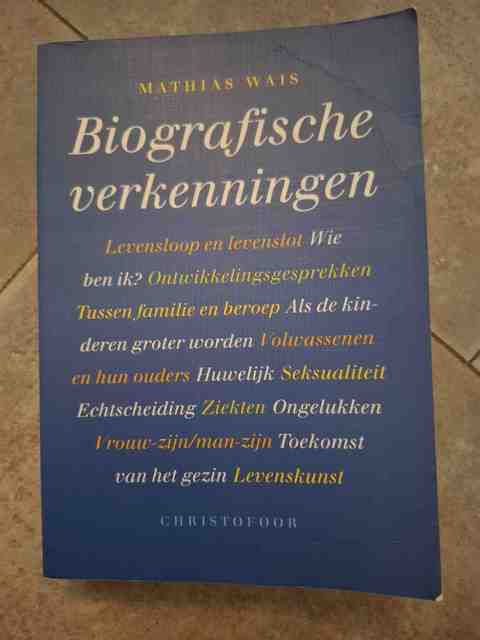 MATHIAS WAIS
Biografische
verkenningen
Levensloop en levenslot Wie
ben ik? Ontwikkelingsgesprekken
Tussen familie en beroep Als de kin-
deren groter worden Volwassenen
en hun ouders Huwelijk Seksualiteit
Echtscheiding Ziekten Ongelukken
Vrouw-zijn/man-zijn Toekomst
van het gezin Levenskunst
CHRISTOFOOR